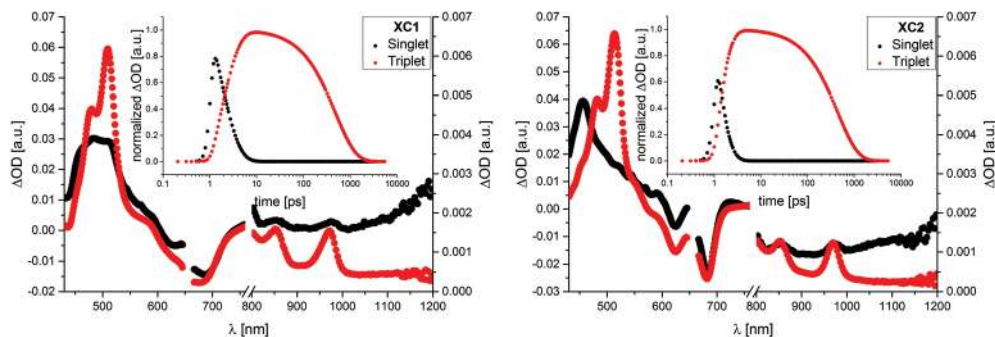 XC1
Singlet
Triplet
normalized ΔOD [a.u.]
1.0
0.8
0.6
0.4
0.2
0.0
0.1 1 10 100 1000 10000
time [ps]
ΔOD [a.u.]
0.07
0.06
0.05
0.04
0.03
0.02
0.01
0.00
-0.01
-0.02
0.007
0.006
0.005
0.004
0.003
0.002
0.001
0.000
ΔOD [a.u.]
500 600 700 800 900 1000 1100 1200
λ [nm]
XC2
Singlet
Triplet
normalized ΔOD [a.u.]
1.0
0.8
0.6
0.4
0.2
0.0
0.1 1 10 100 1000 10000
time [ps]
ΔOD [a.u.]
0.07
0.06
0.05
0.04
0.03
0.02
0.01
0.00
-0.01
-0.02
-0.03
0.007
0.006
0.005
0.004
0.003
0.002
0.001
0.000
ΔOD [a.u.]
500 600 700 800 900 1000 1100 1200
λ [nm]